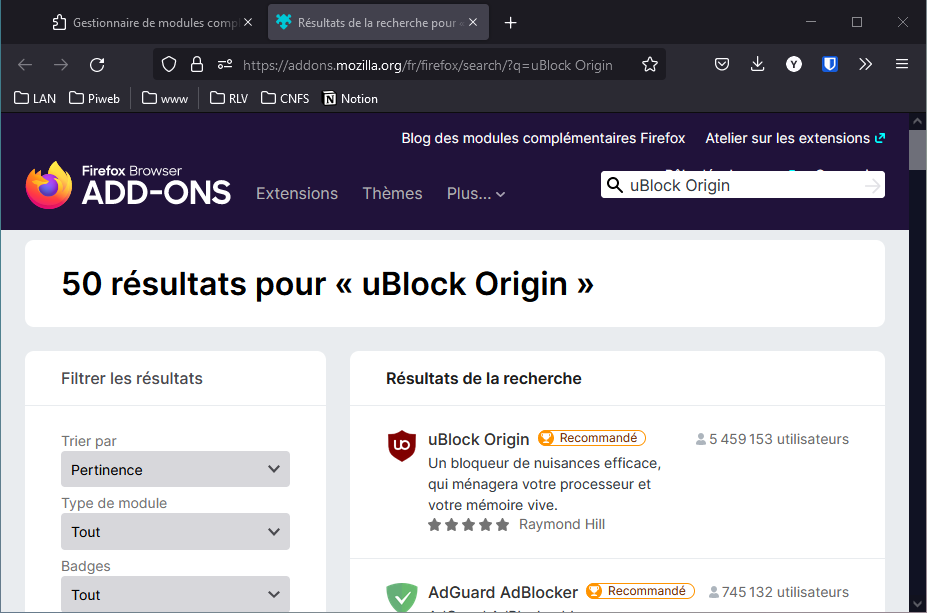 Gestionnaire de modules compl
Résultats de la recherche pour «
https://addons.mozilla.org/fr/firefox/search/?q=uBlock Origin
Y
LAN
Piweb
www
RLV
CNFS
Notion
Blog des modules complémentaires Firefox
Atelier sur les extensions
Firefox Browser
ADD-ONS
Extensions
Thèmes
Plus...
uBlock Origin
50 résultats pour « uBlock Origin »
Filtrer les résultats
Trier par
Pertinence
Type de module
Tout
Badges
Tout
Résultats de la recherche
uBlock Origin
Recommandé
5 459 153 utilisateurs
Un bloqueur de nuisances efficace,
qui ménagera votre processeur et
votre mémoire vive.
Raymond Hill
AdGuard AdBlocker
Recommandé
745 132 utilisateurs